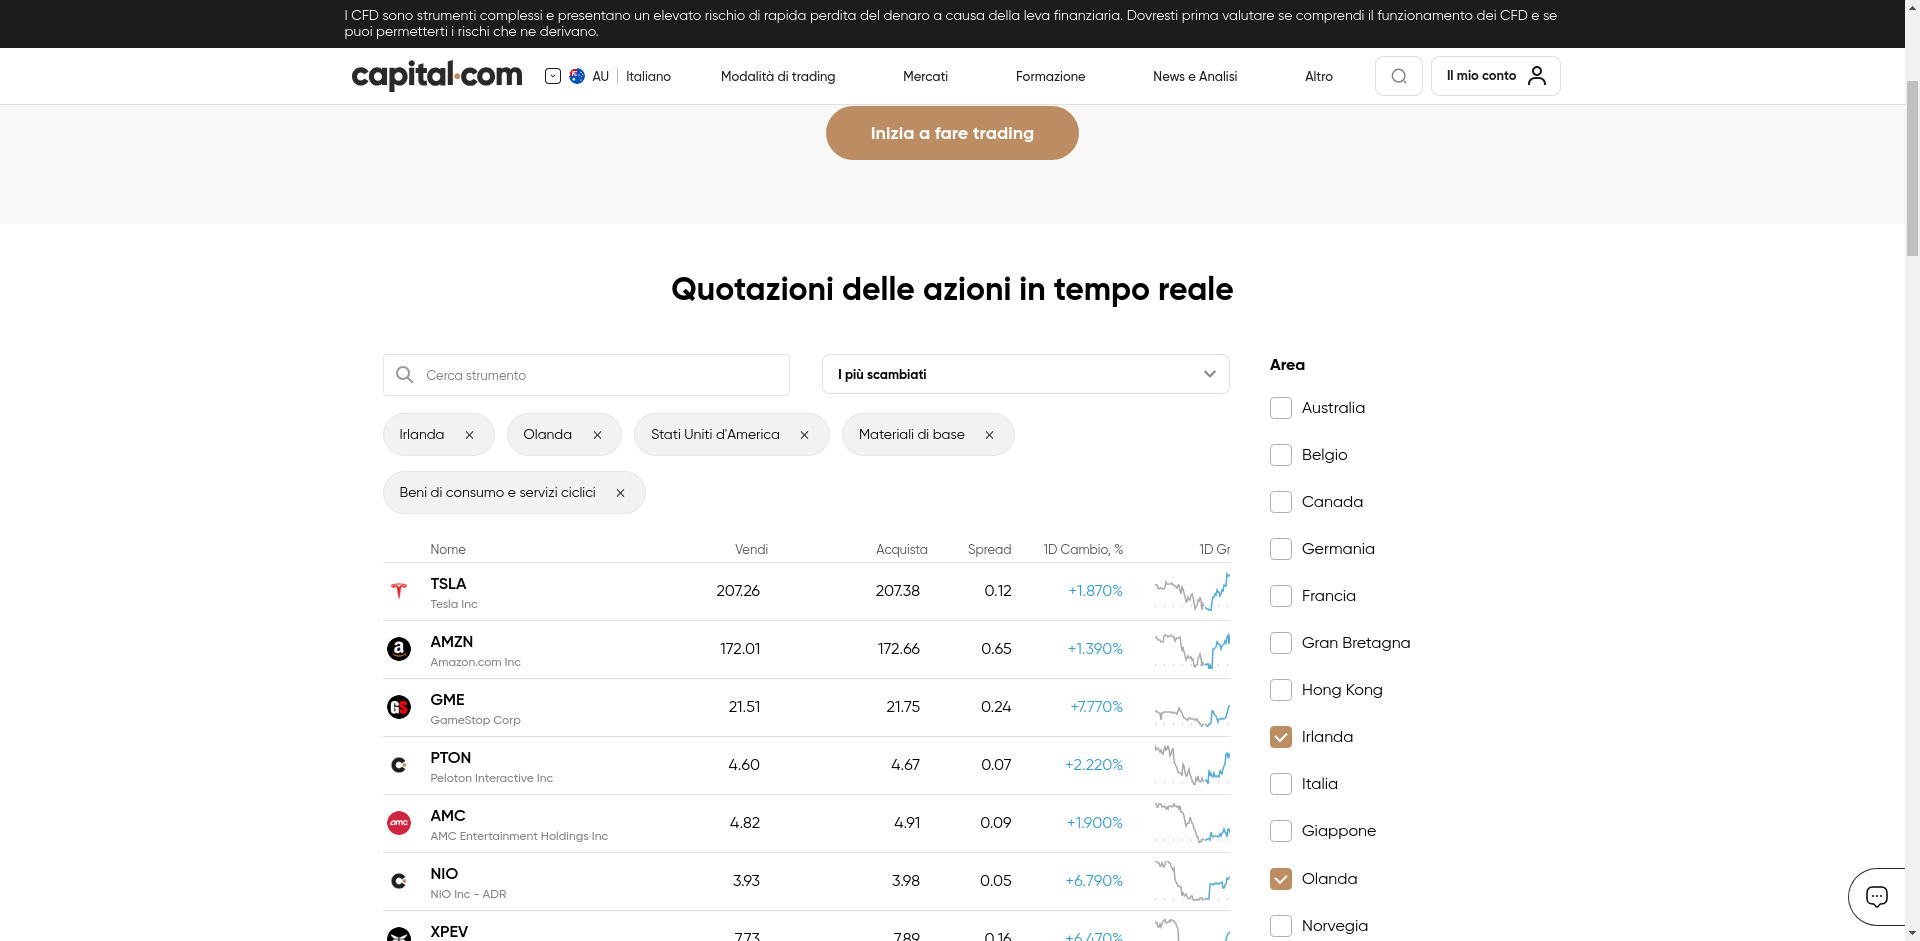 I CFD sono strumenti complessi e presentano un elevato rischio di rapida perdita del denaro a causa della leva finanziaria. Dovresti prima valutare se comprendi il funzionamento dei CFD e se
puoi permetterti i rischi che ne derivano.
capital.com
AU
Italiano
Modalità di trading
Mercati
Formazione
News e Analisi
Altro
Il mio conto
Inizia a fare trading
Quotazioni delle azioni in tempo reale
Cerca strumento
I più scambiati
Irlanda
Olanda
Stati Uniti d'America
Materiali di base
Beni di consumo e servizi ciclici
Nome Vendi Acquista Spread 1D Cambio, % 1D Gr
TSLA
Tesla Inc
207.26 207.38 0.12 +1.870%
AMZN
Amazon.com Inc
172.01 172.66 0.65 +1.390%
GS
GME
GameStop Corp
21.51 21.75 0.24 +7.770%
PTON
Peloton Interactive Inc
4.60 4.67 0.07 +2.220%
amc
AMC
AMC Entertainment Holdings Inc
4.82 4.91 0.09 +1.900%
NIO
NIO Inc - ADR
3.93 3.98 0.05 +6.790%
XPEV
7.73 7.89 0.16 +6.470%
Area
Australia
Belgio
Canada
Germania
Francia
Gran Bretagna
Hong Kong
Irlanda
Italia
Giappone
Olanda
Norvegia